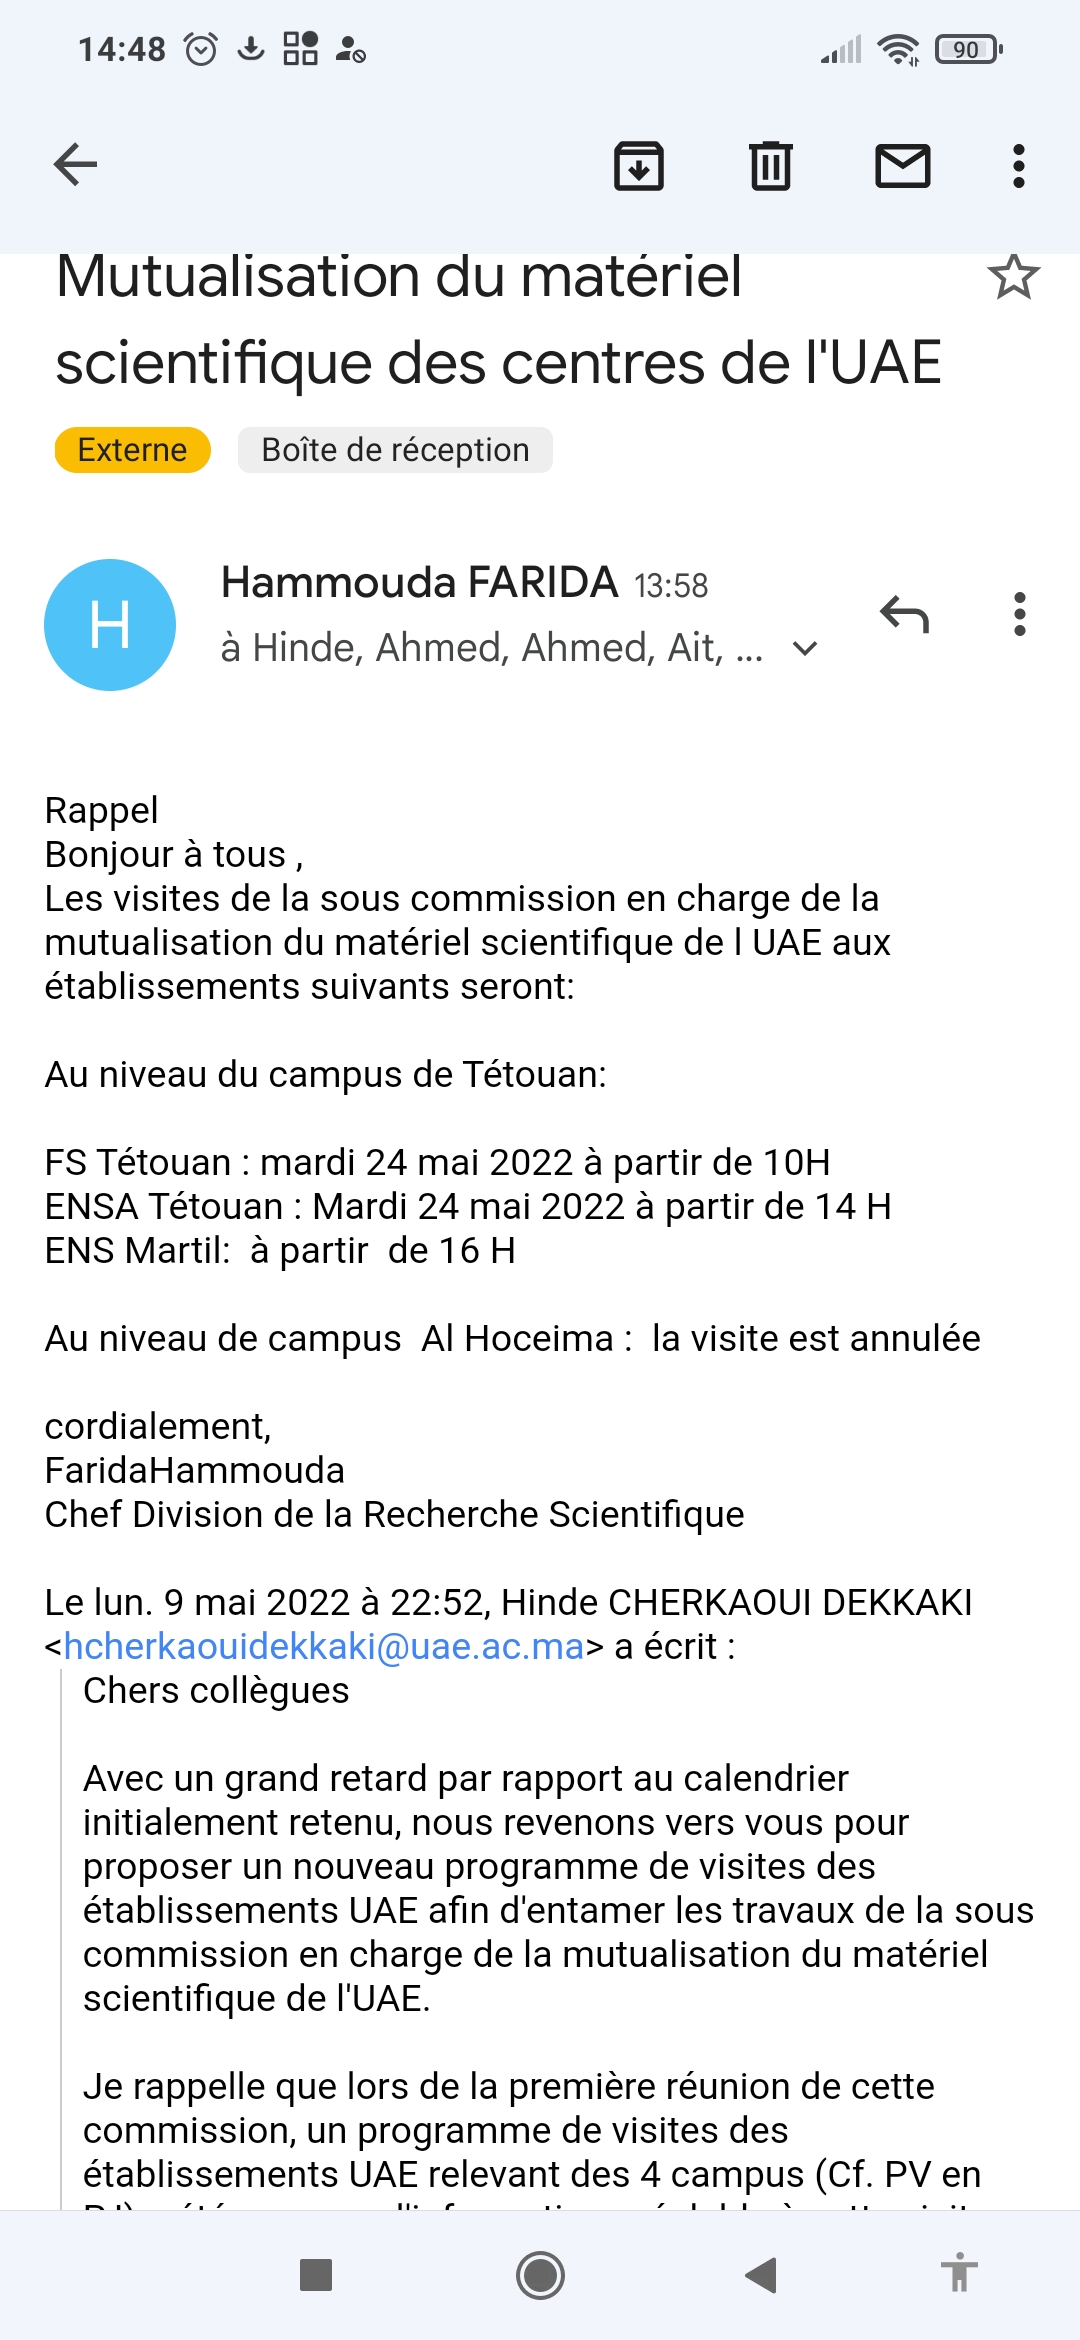 14:48
90
Mutualisation du matériel
scientifique des centres de l'UAE
Externe
Boîte de réception
H
Hammouda FARIDA 13:58
à Hinde, Ahmed, Ahmed, Ait, ...
Rappel
Bonjour à tous ,
Les visites de la sous commission en charge de la
mutualisation du matériel scientifique de l UAE aux
établissements suivants seront:
Au niveau du campus de Tétouan:
FS Tétouan : mardi 24 mai 2022 à partir de 10H
ENSA Tétouan : Mardi 24 mai 2022 à partir de 14 H
ENS Martil:  à partir  de 16 H
Au niveau de campus  Al Hoceima :  la visite est annulée
cordialement,
FaridaHammouda
Chef Division de la Recherche Scientifique
Le lun. 9 mai 2022 à 22:52, Hinde CHERKAOUI DEKKAKI
<hcherkaouidekkaki@uae.ac.ma> a écrit :
Chers collègues
Avec un grand retard par rapport au calendrier
initialement retenu, nous revenons vers vous pour
proposer un nouveau programme de visites des
établissements UAE afin d'entamer les travaux de la sous
commission en charge de la mutualisation du matériel
scientifique de l'UAE.
Je rappelle que lors de la première réunion de cette
commission, un programme de visites des
établissements UAE relevant des 4 campus (Cf. PV en